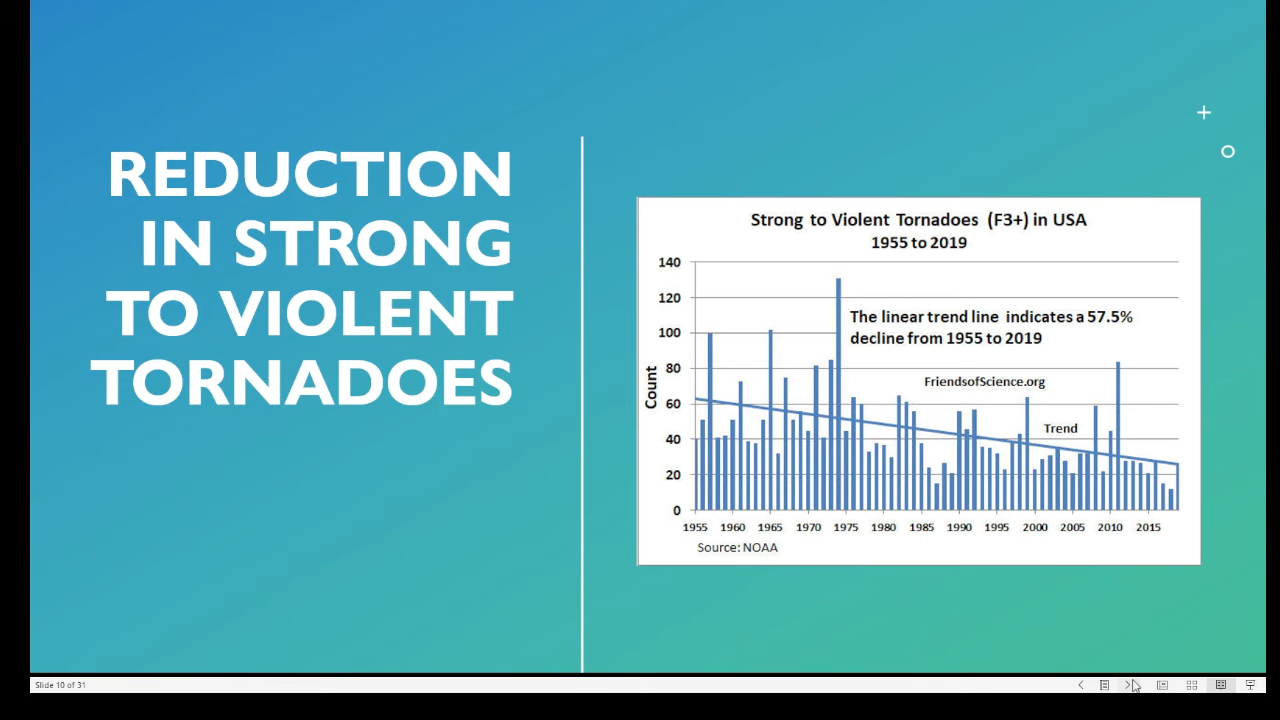 REDUCTION
IN STRONG
TO VIOLENT
TORNADOES
Strong to Violent Tornadoes (F3+) in USA
1955 to 2019
140
120
100
80
60
40
20
0
Count
The linear trend line indicates a 57.5%
decline from 1955 to 2019
FriendsofScience.org
Trend
1955 1960 1965 1970 1975 1980 1985 1990 1995 2000 2005 2010 2015
Source: NOAA
Slide 10 of 31